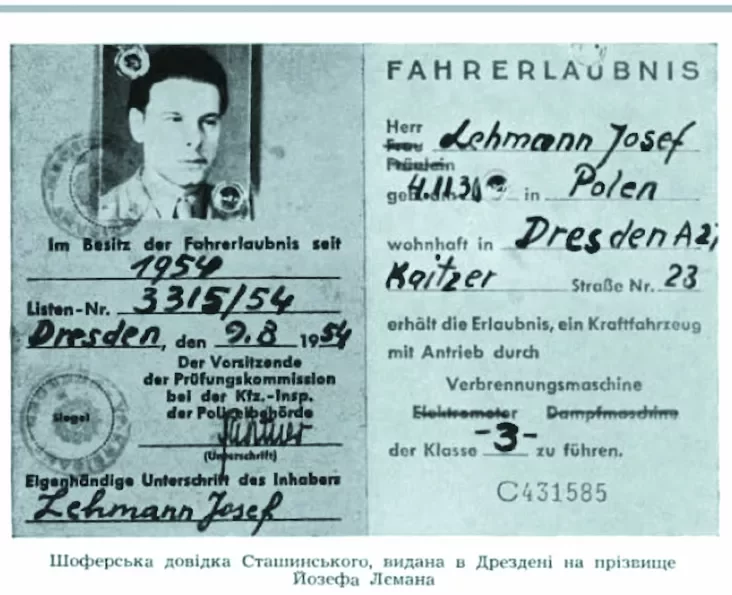 Im Besitz der Fahrerlaubnis seit
1954
Listen-Nr. 3315/54
Dresden, den 9.8 1954
Der Vorsitzende
der Prüfungskommission
bei der Kfz.-Insp.
der Polizeibehörde
(Unterschrift)
Siegel
Eigenhändige Unterschrift des Inhabers
Lehmann Josef
FAHRERLAUBNIS
Herr
Frau Lehmann Josef
Fräulein
4.11.30 in Polen
wohnhaft in Dresden A 21
Kaitzer Straße Nr. 23
erhält die Erlaubnis, ein Kraftfahrzeug
mit Antrieb durch
Verbrennungsmaschine
Elektromotor Dampfmaschine
der Klasse -3- zu führen.
C431585
Шоферська довідка Сташинського, видана в Дрездені на прізвище
Йозефа Лємана